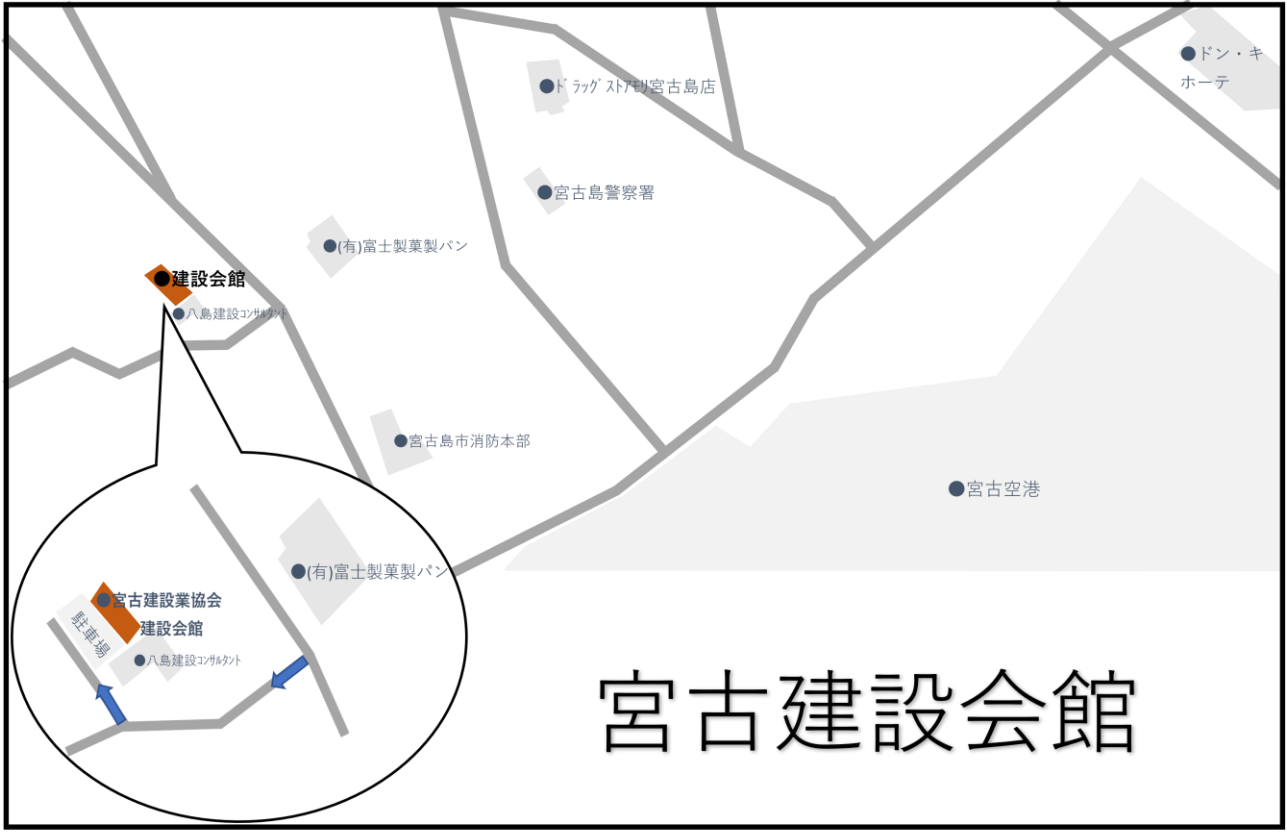 ドン・キ
ホーテ
ﾄﾞﾗｯｸﾞｽﾄｱﾓﾘ宮古島店
宮古島警察署
(有)富士製菓製パン
建設会館
八島建設ｺﾝｻﾙﾀﾝﾄ
宮古島市消防本部
宮古空港
(有)富士製菓製パン
宮古建設業協会
建設会館
駐車場
八島建設ｺﾝｻﾙﾀﾝﾄ
宮古建設会館